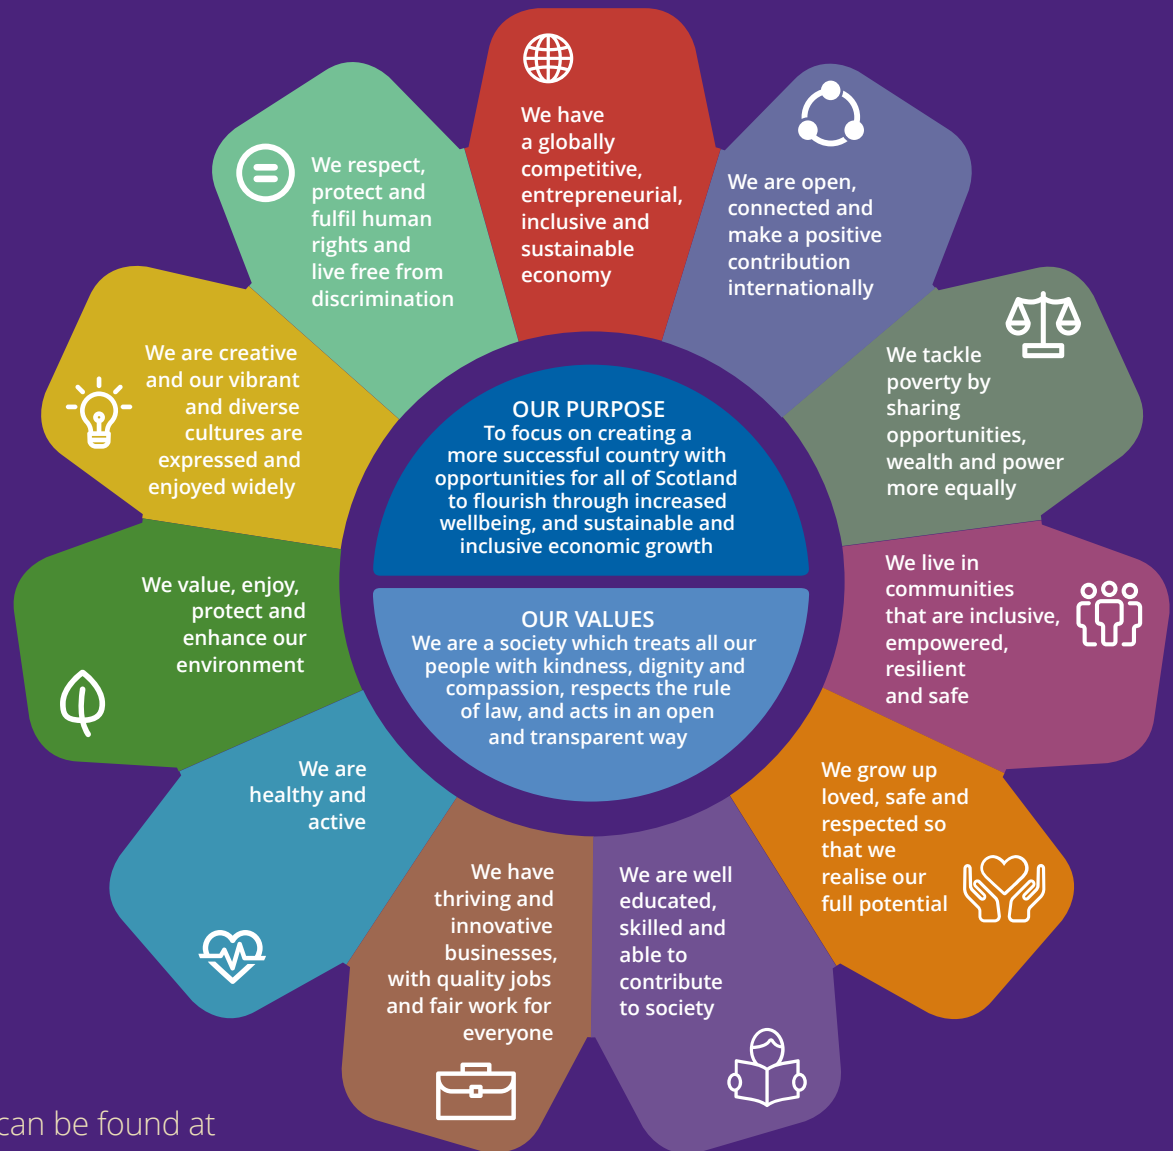 We have
a globally
competitive,
entrepreneurial,
inclusive and
sustainable
economy
We are open,
connected and
make a positive
contribution
internationally
We tackle
poverty by
sharing
opportunities,
wealth and power
more equally
We live in
communities
that are inclusive,
empowered,
resilient
and safe
We grow up
loved, safe and
respected so
that we
realise our
full potential
We are well
educated,
skilled and
able to
contribute
to society
We have
thriving and
innovative
businesses,
with quality jobs
and fair work for
everyone
We are
healthy and
active
We value, enjoy,
protect and
enhance our
environment
We are creative
and our vibrant
and diverse
cultures are
expressed and
enjoyed widely
We respect,
protect and
fulfil human
rights and
live free from
discrimination
OUR PURPOSE
To focus on creating a
more successful country with
opportunities for all of Scotland
to flourish through increased
wellbeing, and sustainable and
inclusive economic growth
OUR VALUES
We are a society which treats all our
people with kindness, dignity and
compassion, respects the rule
of law, and acts in an open
and transparent way
can be found at